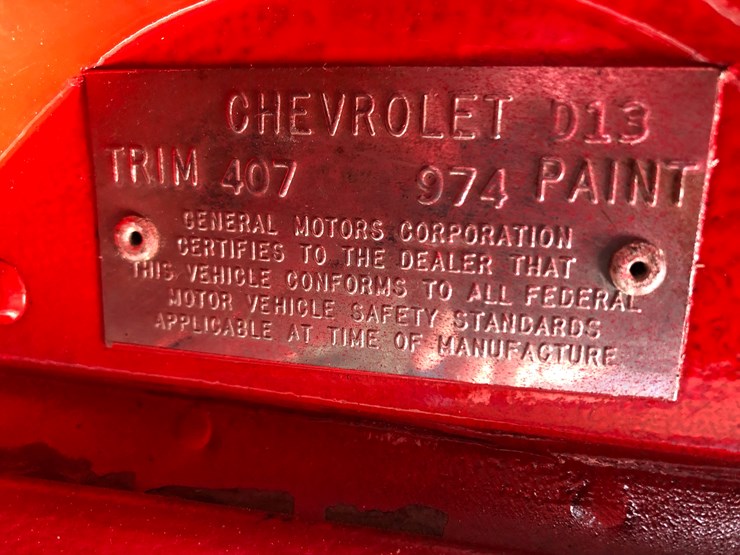 CHEVROLET D13
TRIM 407 974 PAINT
GENERAL MOTORS CORPORATION
CERTIFIES TO THE DEALER THAT
THIS VEHICLE CONFORMS TO ALL FEDERAL
MOTOR VEHICLE SAFETY STANDARDS
APPLICABLE AT TIME OF MANUFACTURE